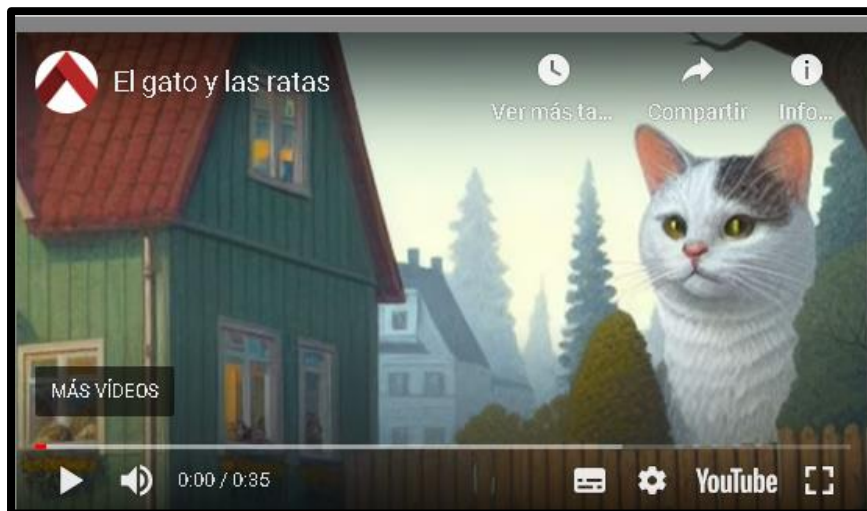 El gato y las ratas
Ver más ta...
Compartir
Info...
MÁS VÍDEOS
0:00 / 0:35
YouTube